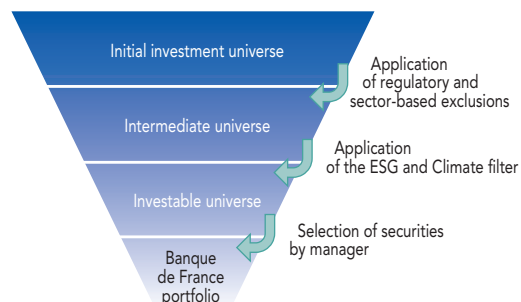 Initial investment universe
Application
of regulatory and
sector-based exclusions
Intermediate universe
Application
of the ESG and Climate filter
Investable universe
Selection of securities
by manager
Banque
de France
portfolio